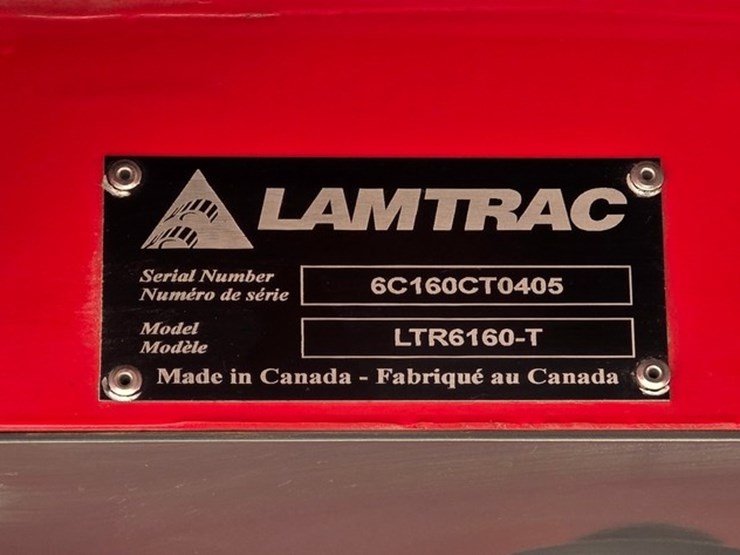 LAMTRAC
Serial Number
Numéro de série
6C160CT0405
Model
Modèle
LTR6160-T
Made in Canada - Fabriqué au Canada